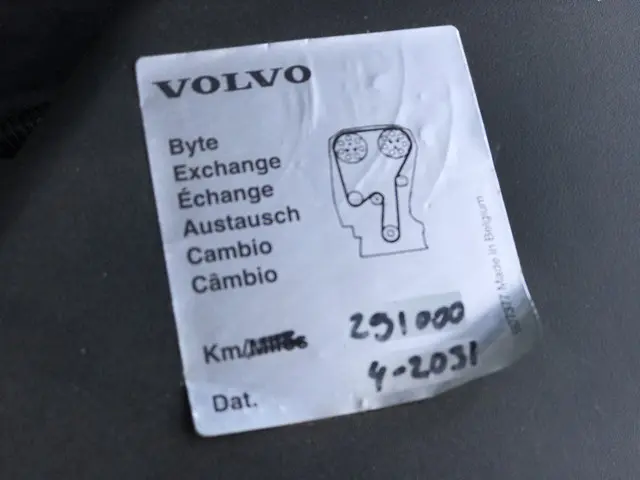 VOLVO
Byte
Exchange
Échange
Austausch
Cambio
Câmbio
Km/Miles 291000
Dat. 4-2031
Made in Belgium